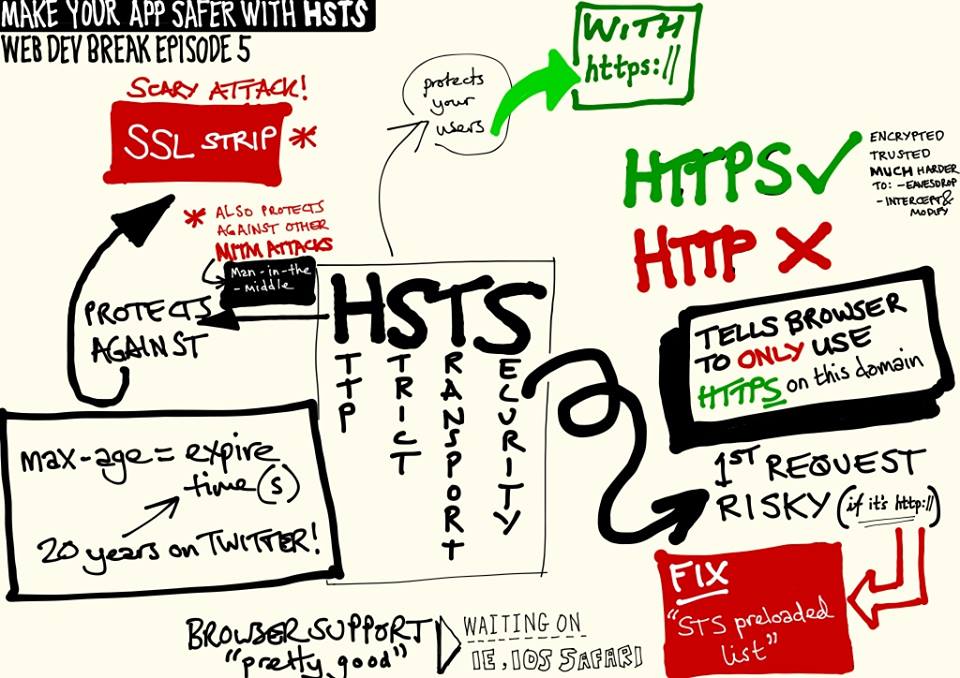 MAKE YOUR APP SAFER WITH HSTS
WEB DEV BREAK EPISODE 5
SCARY ATTACK!
SSL STRIP *
* ALSO PROTECTS
AGAINST OTHER
MITM ATTACKS
Man-in-the
-middle
PROTECTS
AGAINST
protects
your
users
WITH
https://
HTTPS ✓
ENCRYPTED
TRUSTED
MUCH HARDER
TO: -EAVESDROP
-INTERCEPT &
MODIFY
HTTP X
HSTS
TTP
TRICT
RANSPORT
ECURITY
TELLS BROWSER
TO ONLY USE
HTTPS on this domain
1ST REQUEST
RISKY (if it's http://)
FIX
"STS preloaded
list"
max-age = expire
time(s)
20 years on TWITTER!
BROWSER SUPPORT
"pretty good"
WAITING ON
IE, IOS SAFARI